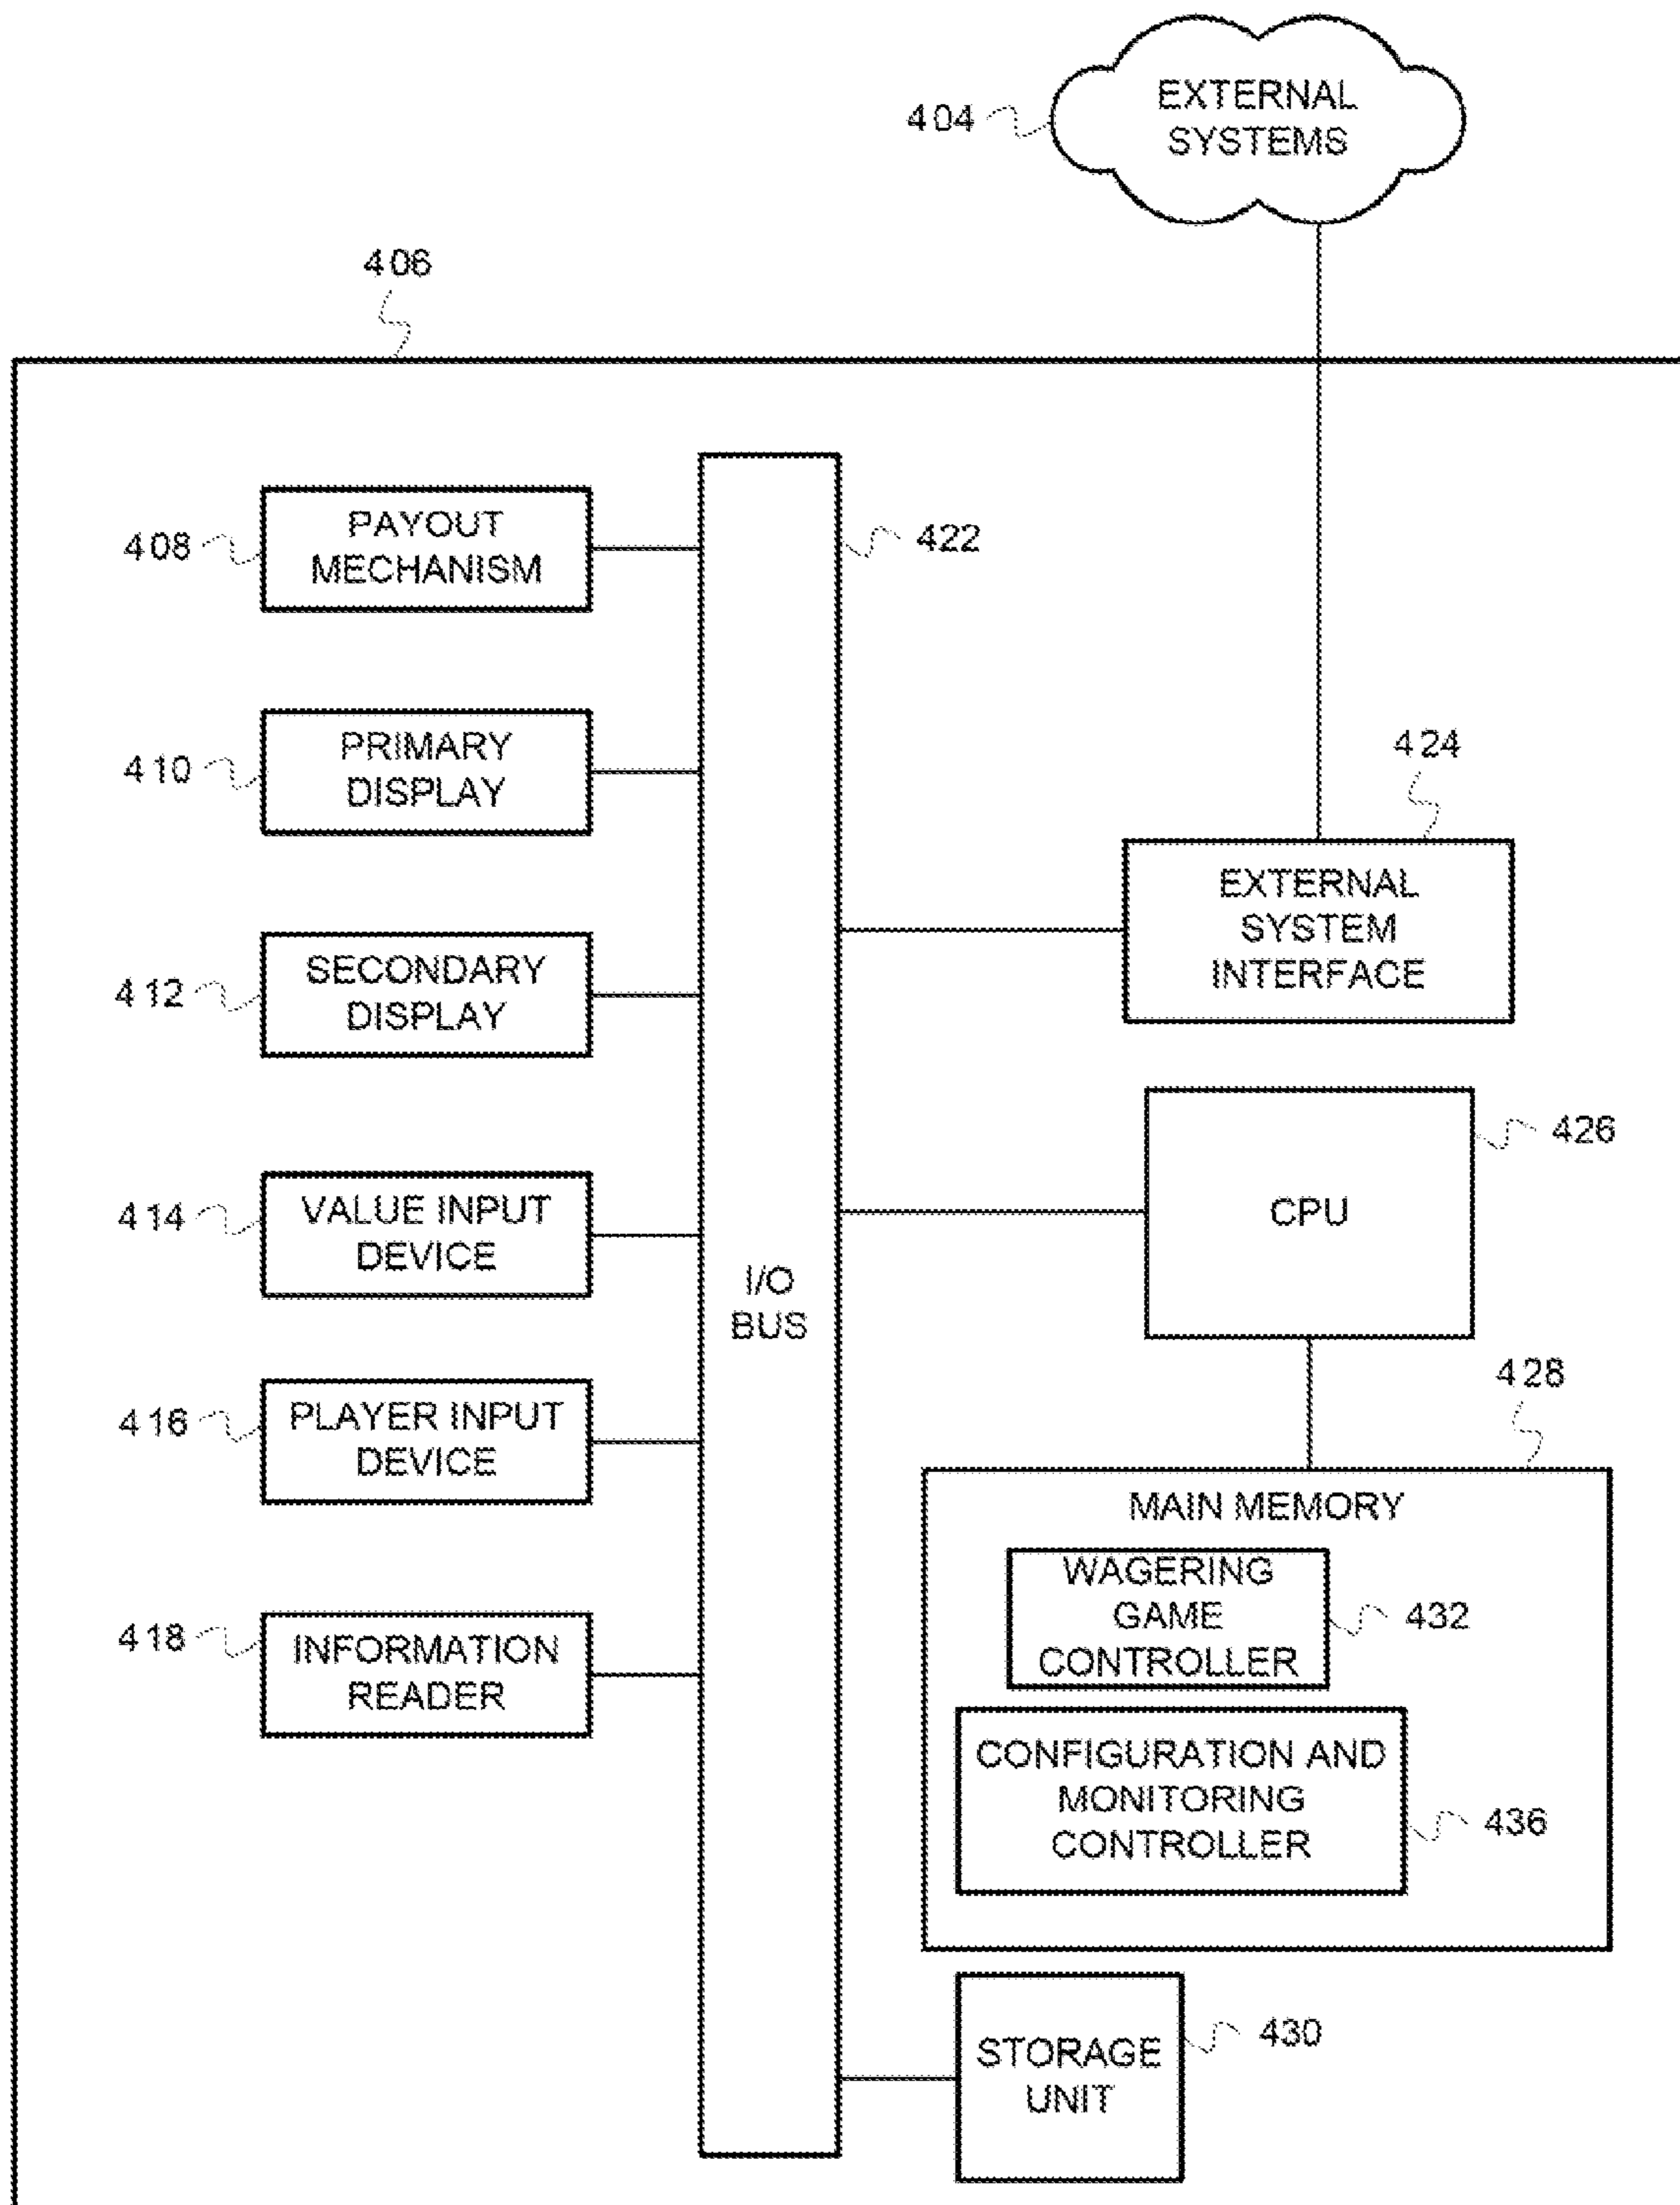 EXTERNAL
SYSTEMS
404
406
PAYOUT
MECHANISM
408
422
PRIMARY
DISPLAY
410
424
EXTERNAL
SYSTEM
INTERFACE
SECONDARY
DISPLAY
412
426
CPU
VALUE INPUT
DEVICE
414
I/O
BUS
PLAYER INPUT
DEVICE
416
428
MAIN MEMORY
WAGERING
GAME
CONTROLLER
432
INFORMATION
READER
418
CONFIGURATION AND
MONITORING
CONTROLLER
436
STORAGE
UNIT
430